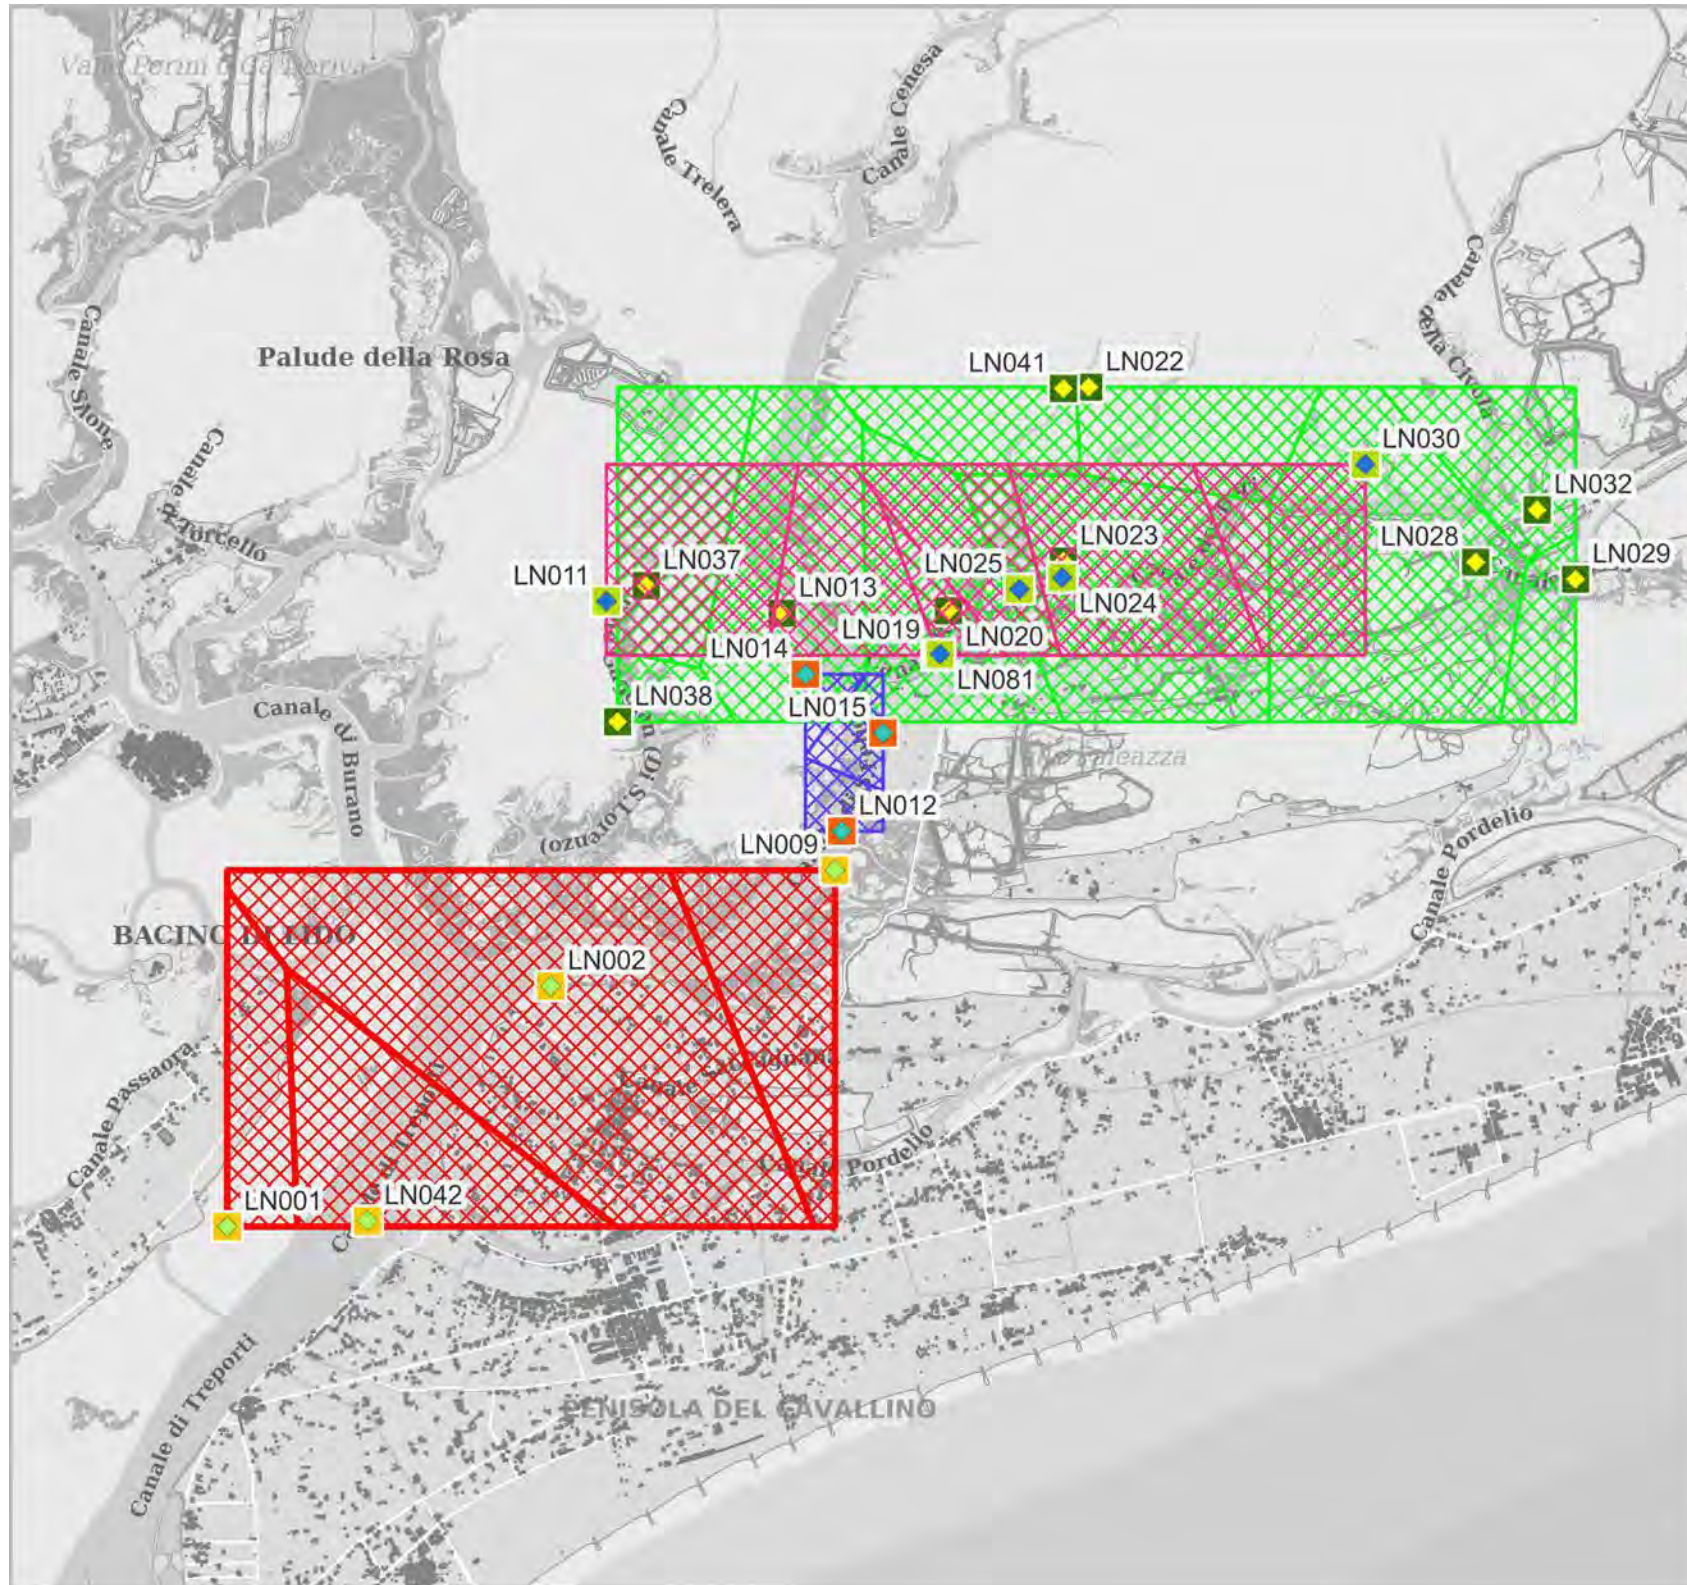 Canale Cenesa
Canale Trelera
Canale della Civola
LN041
LN022
Palude della Rosa
Canale Silone
Canale di Torcello
LN030
LN032
LN023
LN028
LN025
LN037
LN029
LN011
LN013
LN024
LN019
LN020
LN014
LN081
LN038
LN015
Canale di Burano
(Di S.Lorenzo)
LN012
LN009
Canale Pordelio
BACINO DI LIDO
LN002
Canale Passaora
Canale Pordelio
LN001
LN042
Canale di Treporti
PENISOLA DEL CAVALLINO